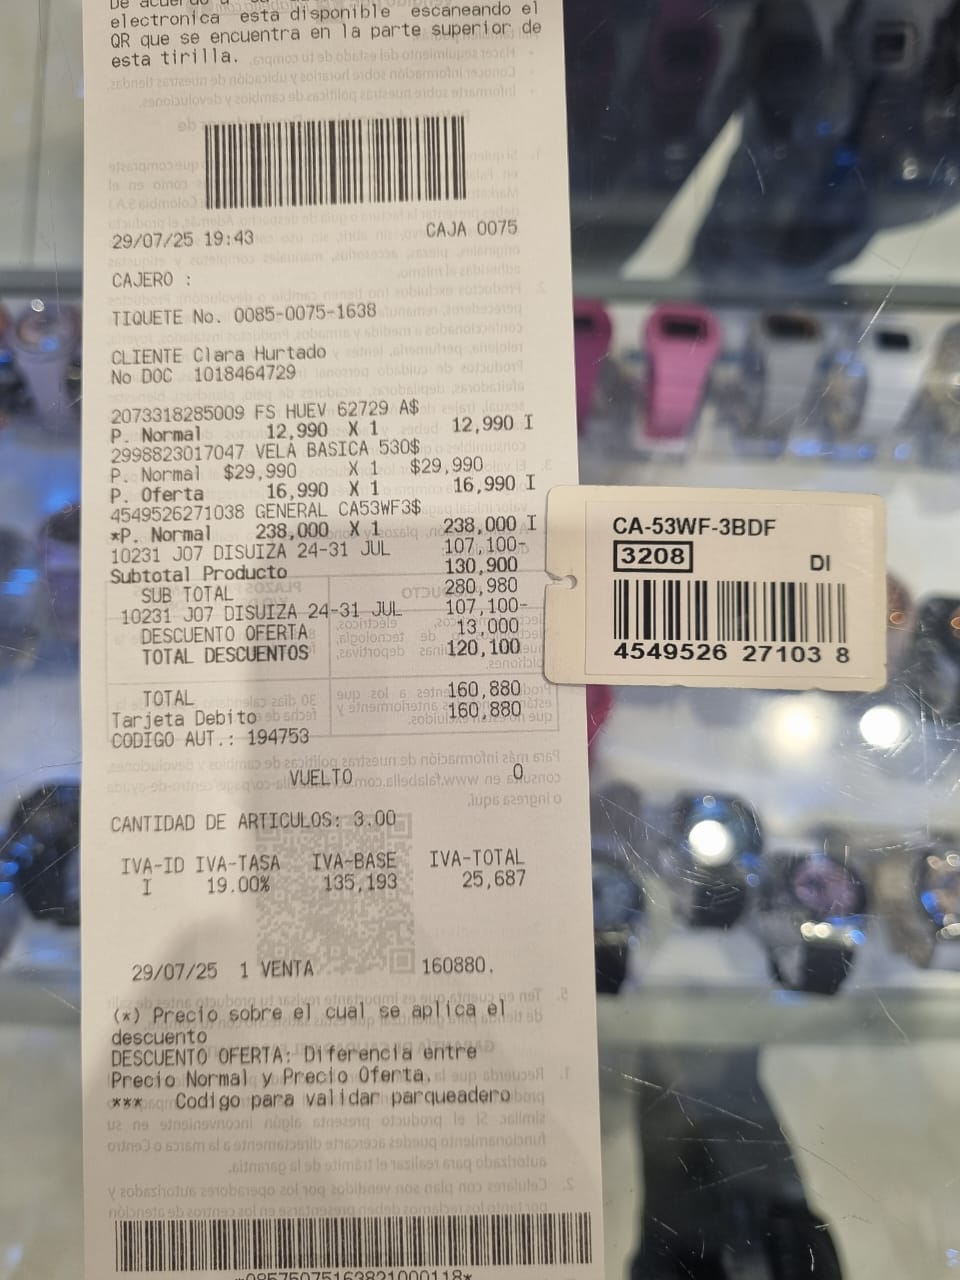 electronica esta disponible escaneando el
QR que se encuentra en la parte superior de
esta tirilla.
29/07/25 19:43 CAJA 0075
CAJERO :
TIQUETE No. 0085-0075-1638
CLIENTE Clara Hurtado
No DOC 1018464729
2073318285009 FS HUEV 62729 A$
P. Normal 12,990 X 1 12,990 I
2998823017047 VELA BASICA 530$
P. Normal $29,990 X 1 $29,990
P. Oferta 16,990 X 1 16,990 I
4549526271038 GENERAL CA53WF3$
*P. Normal 238,000 X 1 238,000 I
10231 J07 DISUIZA 24-31 JUL 107,100-
Subtotal Producto 130,900
SUB TOTAL 280,980
10231 J07 DISUIZA 24-31 JUL 107,100-
DESCUENTO OFERTA 13,000
TOTAL DESCUENTOS 120,100
TOTAL 160,880
Tarjeta Debito 160,880
CODIGO AUT.: 194753
VUELTO 0
CANTIDAD DE ARTICULOS: 3.00
IVA-ID IVA-TASA IVA-BASE IVA-TOTAL
I 19.00% 135,193 25,687
29/07/25 1 VENTA 160880.
(*) Precio sobre el cual se aplica el
descuento
DESCUENTO OFERTA: Diferencia entre
Precio Normal y Precio Oferta.
*** Codigo para validar parqueadero
CA-53WF-3BDF
3208 DI
4549526 27103 8